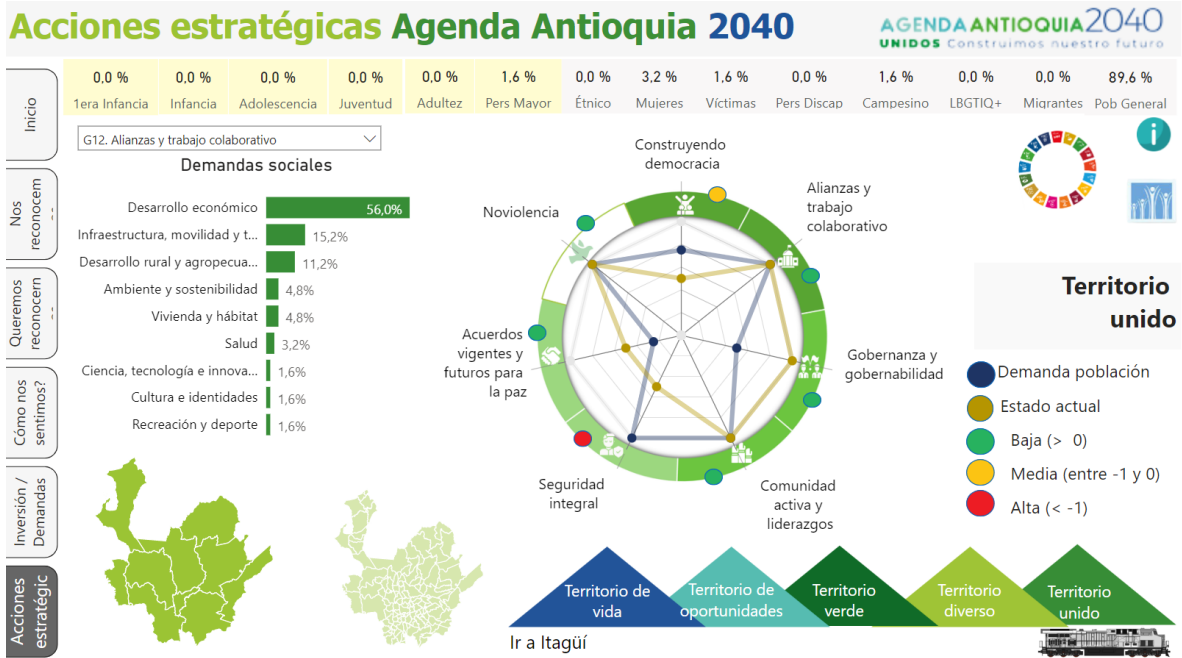 Acciones estratégicas Agenda Antioquia 2040
AGENDA ANTIOQUIA 2040
UNIDOS Construimos nuestro futuro
Inicio
Nos
reconocem
Queremos
reconocern
Cómo nos
sentimos?
Inversión /
Demandas
Acciones
estratégic
0,0 %
1era Infancia
0,0 %
Infancia
0,0 %
Adolescencia
0,0 %
Juventud
0,0 %
Adultez
1,6 %
Pers Mayor
0,0 %
Étnico
3,2 %
Mujeres
1,6 %
Víctimas
0,0 %
Pers Discap
1,6 %
Campesino
0,0 %
LBGTIQ+
0,0 %
Migrantes
89,6 %
Pob General
G12. Alianzas y trabajo colaborativo
Demandas sociales
Desarrollo económico 56,0%
Infraestructura, movilidad y t... 15,2%
Desarrollo rural y agropecua... 11,2%
Ambiente y sostenibilidad 4,8%
Vivienda y hábitat 4,8%
Salud 3,2%
Ciencia, tecnología e innova... 1,6%
Cultura e identidades 1,6%
Recreación y deporte 1,6%
Construyendo
democracia
Alianzas y
trabajo
colaborativo
Gobernanza y
gobernabilidad
Comunidad
activa y
liderazgos
Seguridad
integral
Acuerdos
vigentes y
futuros para
la paz
Noviolencia
i
Territorio
unido
Demanda población
Estado actual
Baja (> 0)
Media (entre -1 y 0)
Alta (< -1)
Territorio de
vida
Territorio de
oportunidades
Territorio
verde
Territorio
diverso
Territorio
unido
Ir a Itagüí